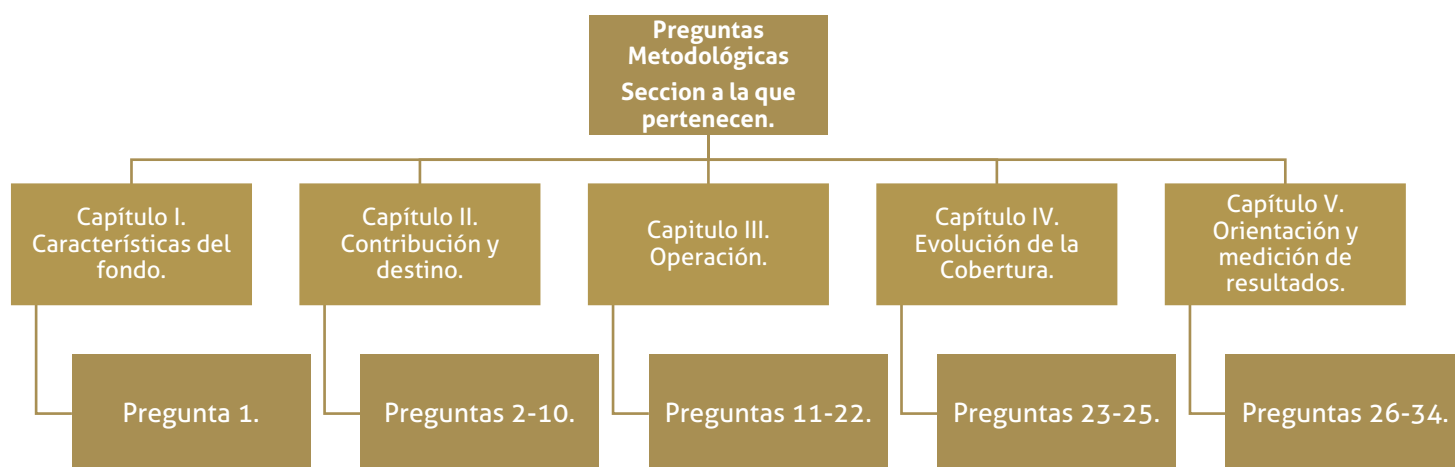 Preguntas
Metodológicas
Seccion a la que
pertenecen.
Capítulo I.
Característícas del
fondo.
Capítulo II.
Contribución y
destino.
Capitulo III.
Operación.
Capítulo IV.
Evolución de la
Cobertura.
Capítulo V.
Orientación y
medición de
resultados.
Pregunta 1.
Preguntas 2-10.
Preguntas 11-22.
Preguntas 23-25.
Preguntas 26-34.